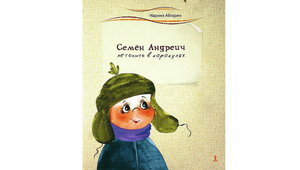 Наринэ Абгарян
Семён Андреич
летопись в каракулях